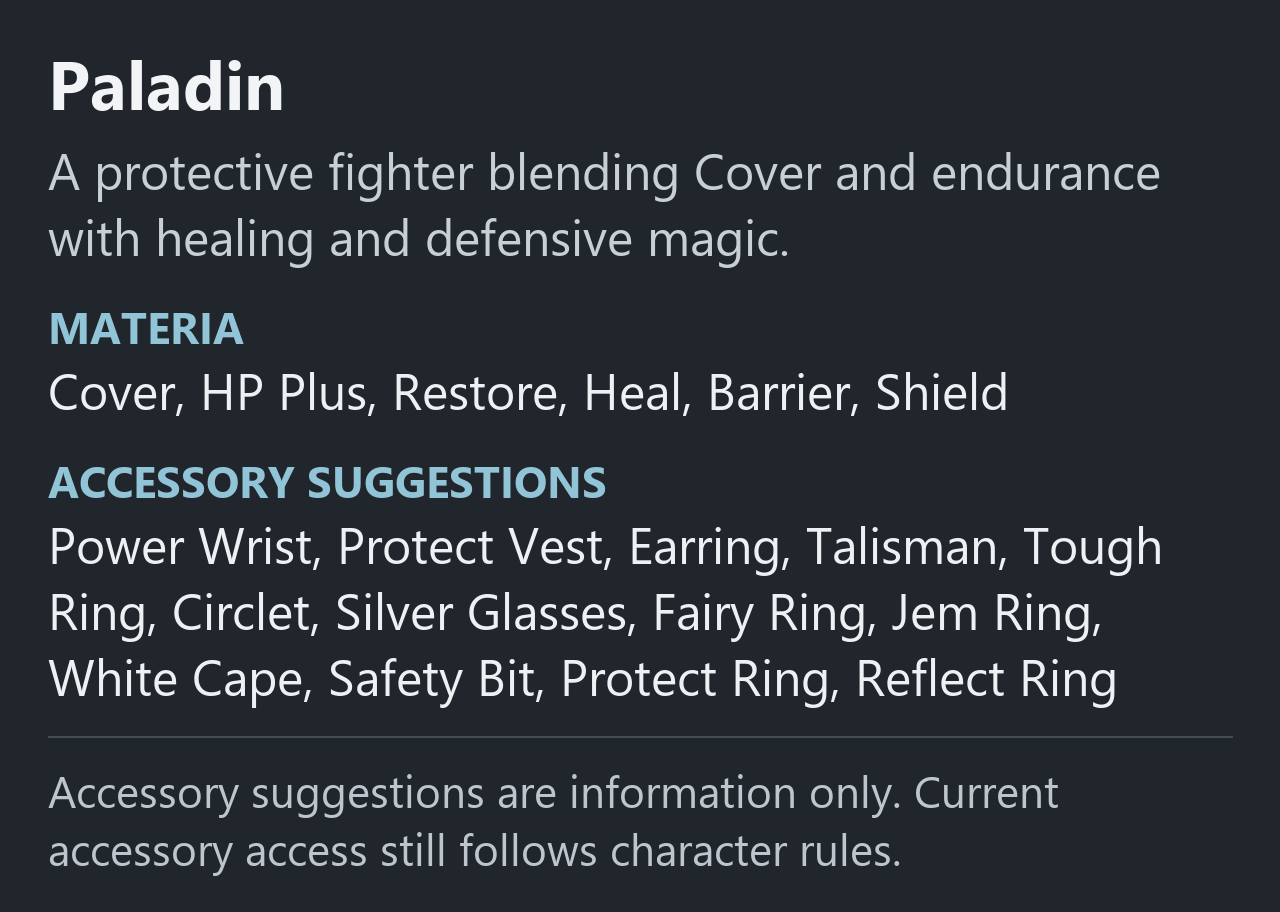 Paladin
A protective fighter blending Cover and endurance
with healing and defensive magic.
MATERIA
Cover, HP Plus, Restore, Heal, Barrier, Shield
ACCESSORY SUGGESTIONS
Power Wrist, Protect Vest, Earring, Talisman, Tough
Ring, Circlet, Silver Glasses, Fairy Ring, Jem Ring,
White Cape, Safety Bit, Protect Ring, Reflect Ring
Accessory suggestions are information only. Current
accessory access still follows character rules.